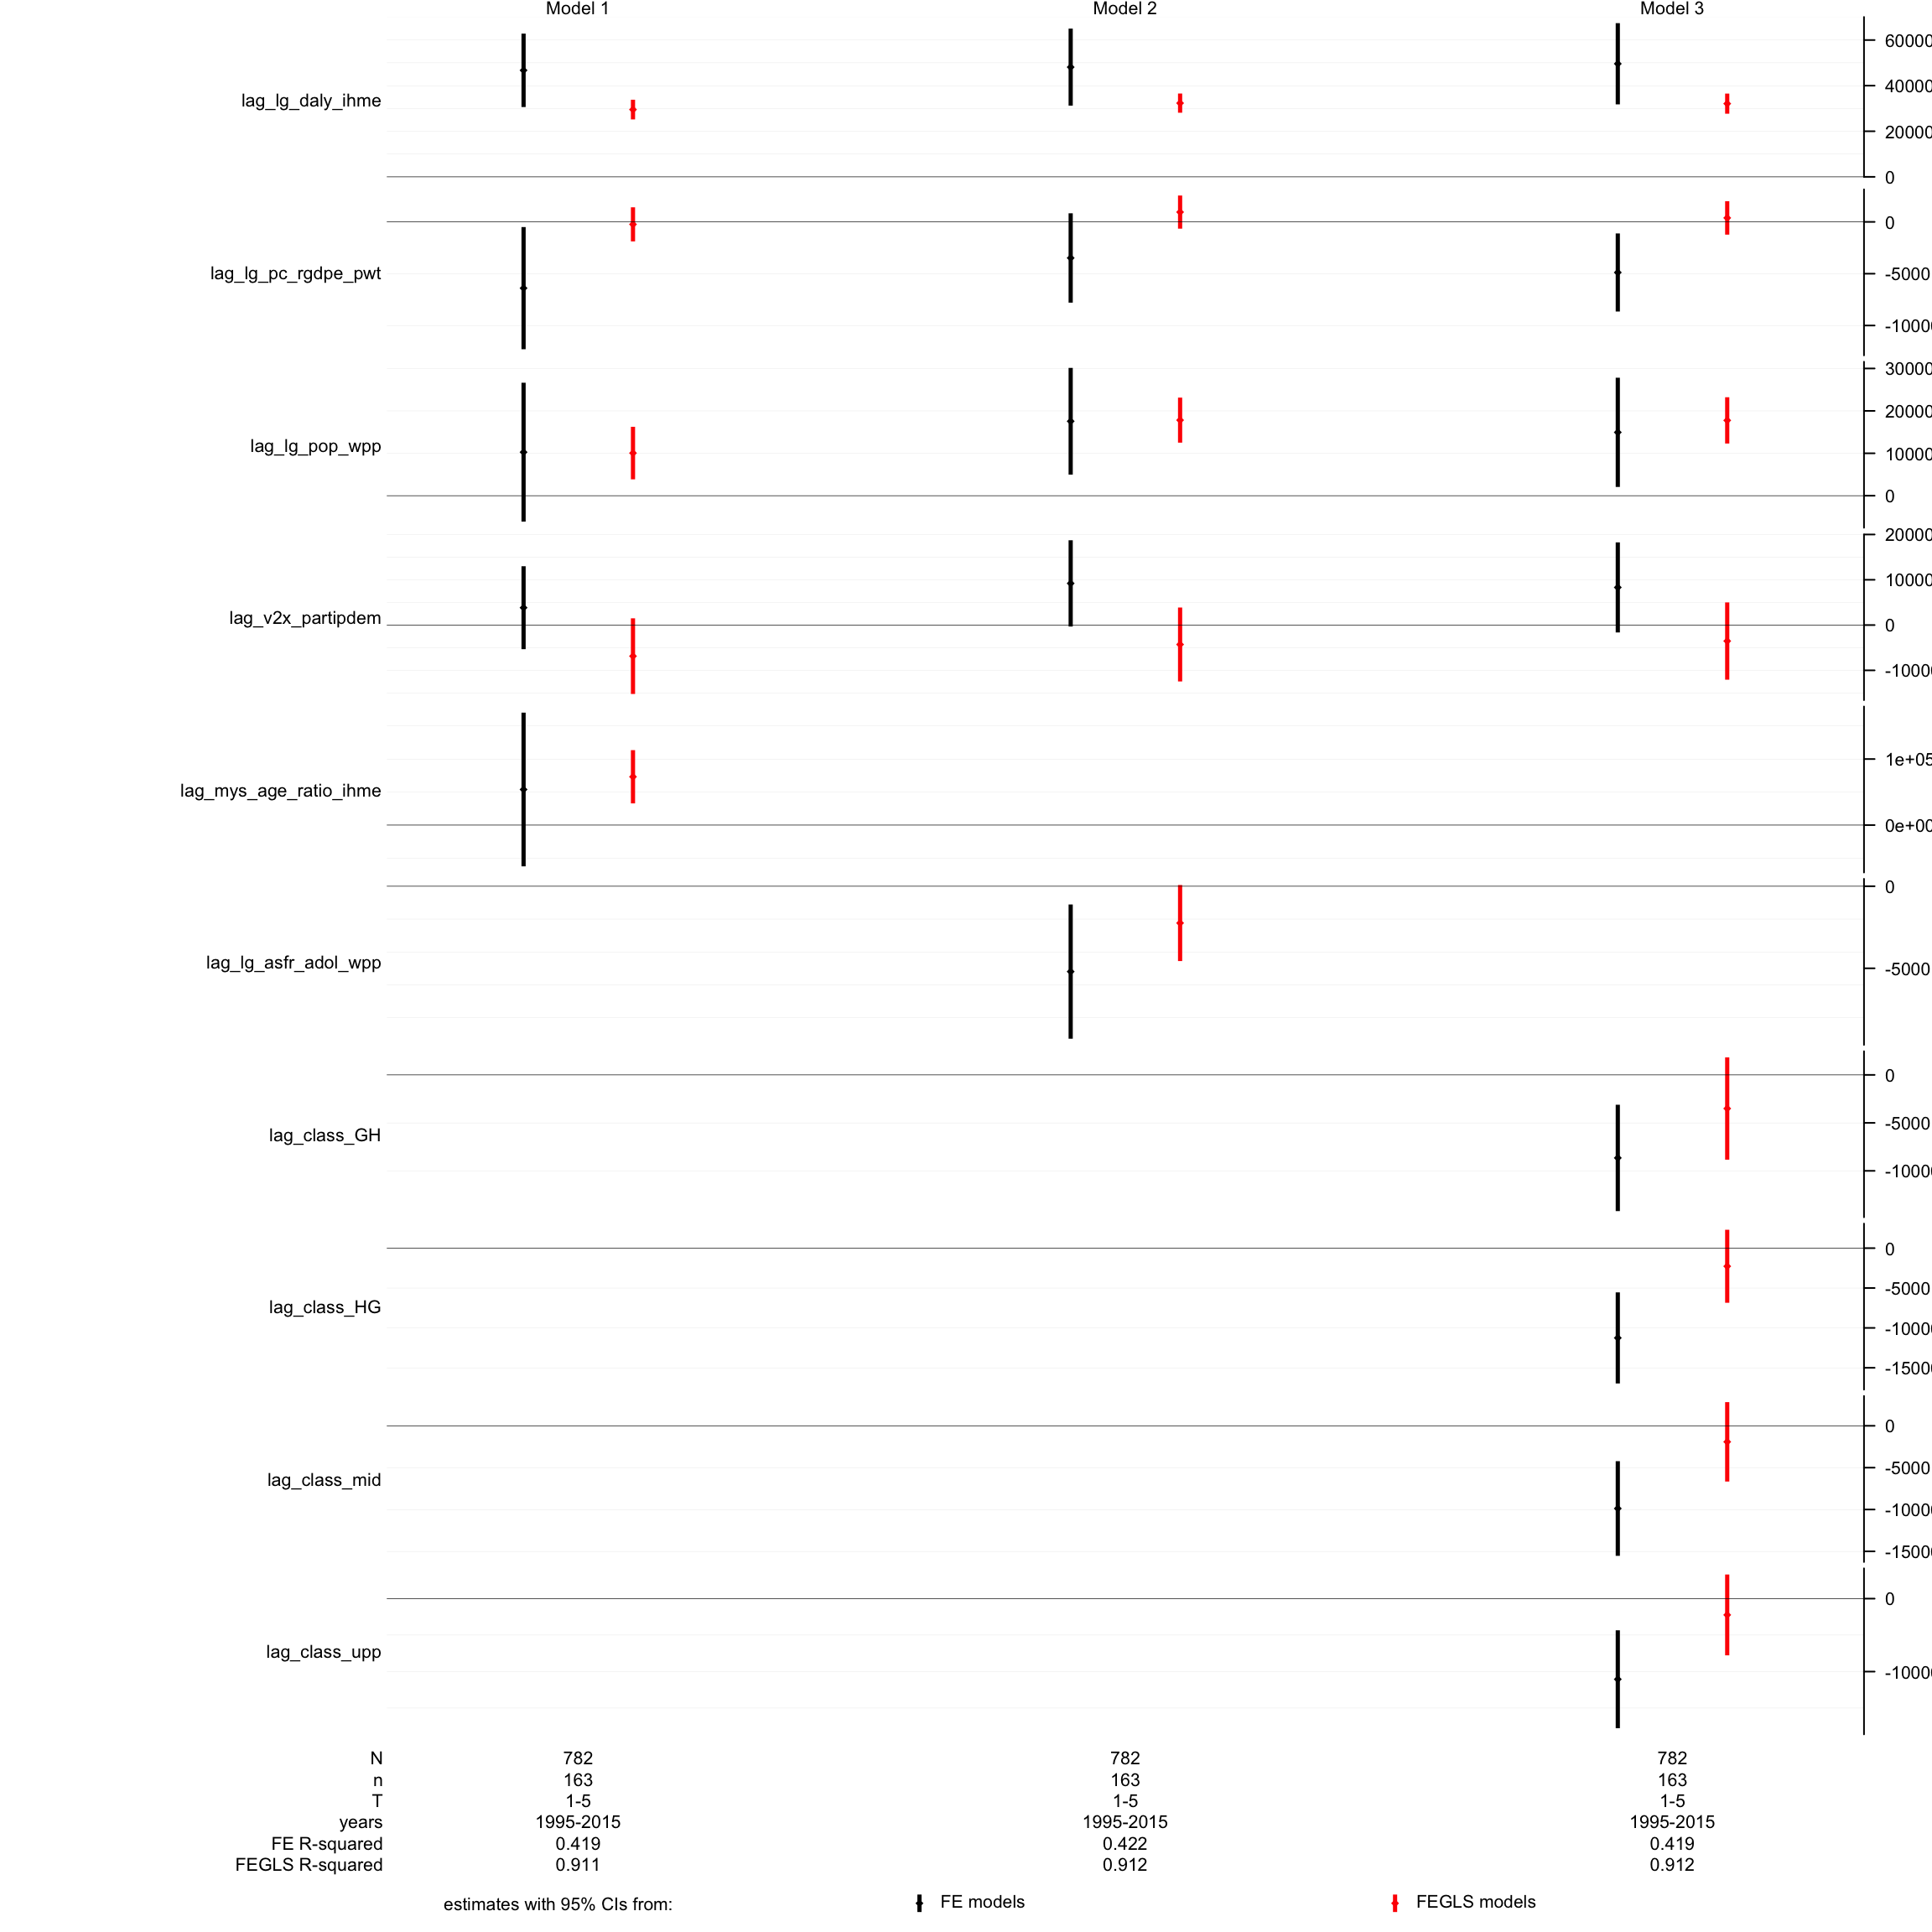 Model 1 Model 2 Model 3
60000
40000
lag_lg_daly_ihme
20000
0
0
lag_lg_pc_rgdpe_pwt
-5000
-1000
30000
20000
lag_lg_pop_wpp
10000
0
20000
10000
lag_v2x_partipdem
0
-1000
1e+05
lag_mys_age_ratio_ihme
0e+00
0
lag_lg_asfr_adol_wpp
-5000
0
lag_class_GH
-5000
-1000
0
lag_class_HG
-5000
-1000
-1500
0
lag_class_mid
-5000
-1000
-1500
0
lag_class_upp
-1000
N 782 782 782
n 163 163 163
T 1-5 1-5 1-5
years 1995-2015 1995-2015 1995-2015
FE R-squared 0.419 0.422 0.419
FEGLS R-squared 0.911 0.912 0.912
estimates with 95% CIs from: FE models FEGLS models